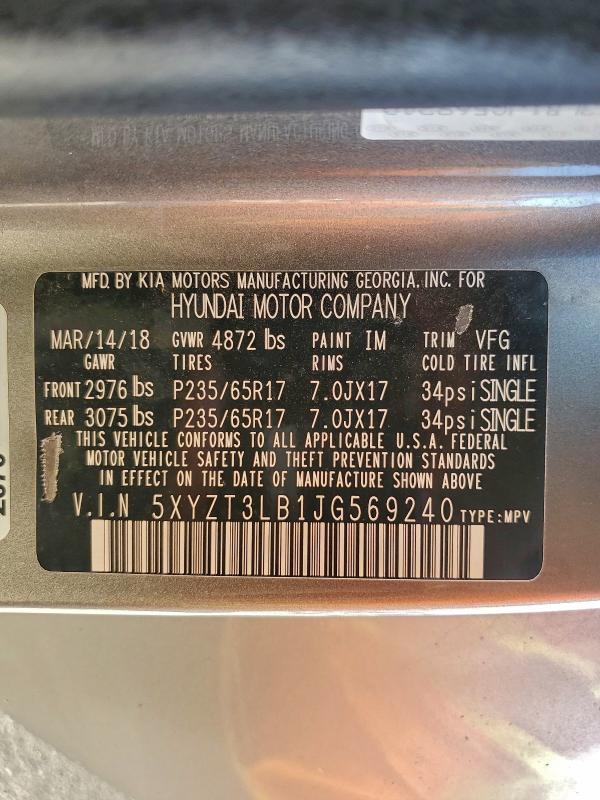 MFD. BY KIA MOTORS MANUFACTURING GEORGIA, INC. FOR
HYUNDAI MOTOR COMPANY
MAR/14/18 GVWR 4872 lbs PAINT IM TRIM VFG
GAWR TIRES RIMS COLD TIRE INFL
FRONT 2976 lbs P235/65R17 7.0JX17 34psi SINGLE
REAR 3075 lbs P235/65R17 7.0JX17 34psi SINGLE
THIS VEHICLE CONFORMS TO ALL APPLICABLE U.S.A. FEDERAL
MOTOR VEHICLE SAFETY AND THEFT PREVENTION STANDARDS
IN EFFECT ON THE DATE OF MANUFACTURE SHOWN ABOVE
V.I.N 5XYZT3LB1JG569240 TYPE:MPV